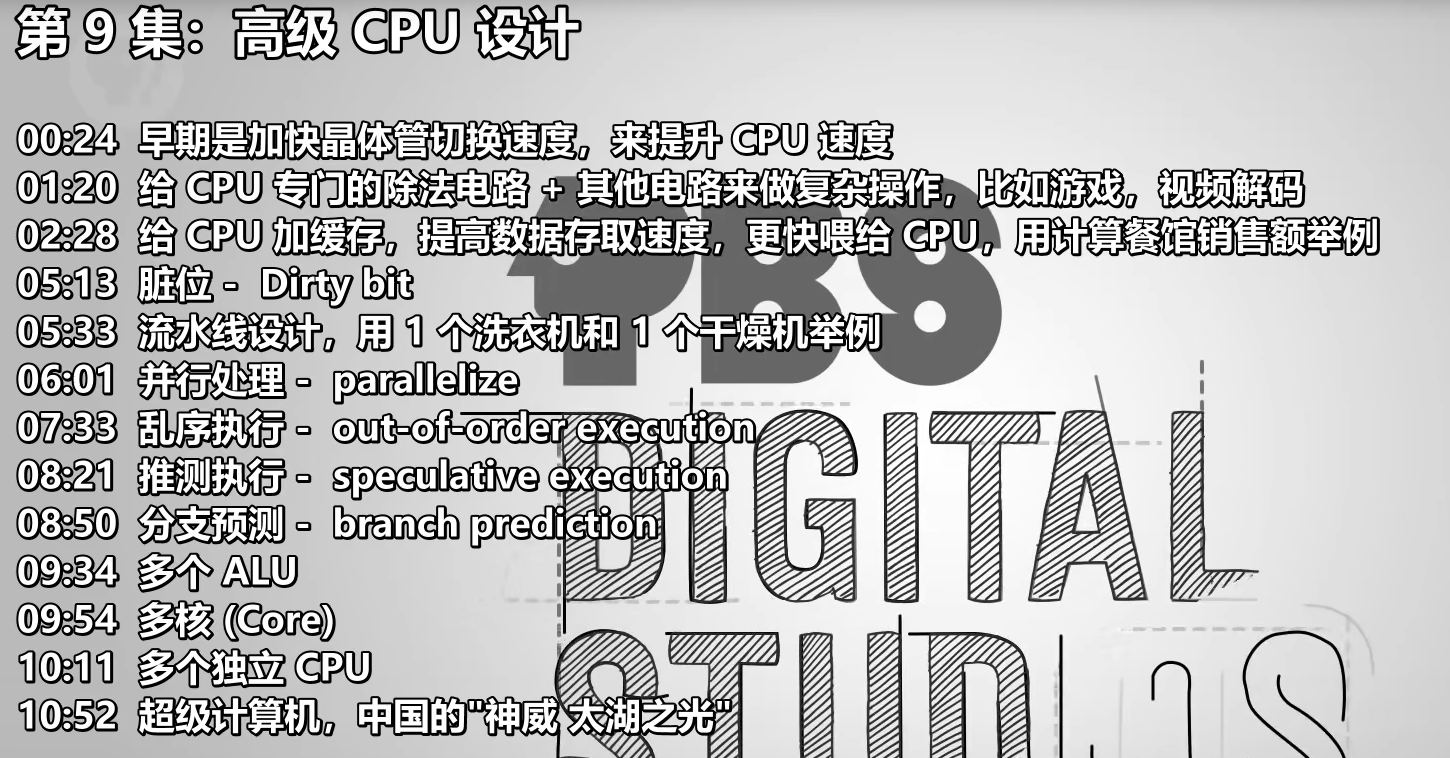 第 9 集：高级 CPU 设计
00:24 早期是加快晶体管切换速度，来提升 CPU 速度
01:20 给 CPU 专门的除法电路 + 其他电路来做复杂操作，比如游戏，视频解码
02:28 给 CPU 加缓存，提高数据存取速度，更快喂给 CPU，用计算餐馆销售额举例
05:13 脏位 - Dirty bit
05:33 流水线设计，用 1 个洗衣机和 1 个干燥机举例
06:01 并行处理 - parallelize
07:33 乱序执行 - out-of-order execution
08:21 推测执行 - speculative execution
08:50 分支预测 - branch prediction
09:34 多个 ALU
09:54 多核 (Core)
10:11 多个独立 CPU
10:52 超级计算机，中国的"神威 太湖之光"
PBS
DIGITAL
STUDIOS